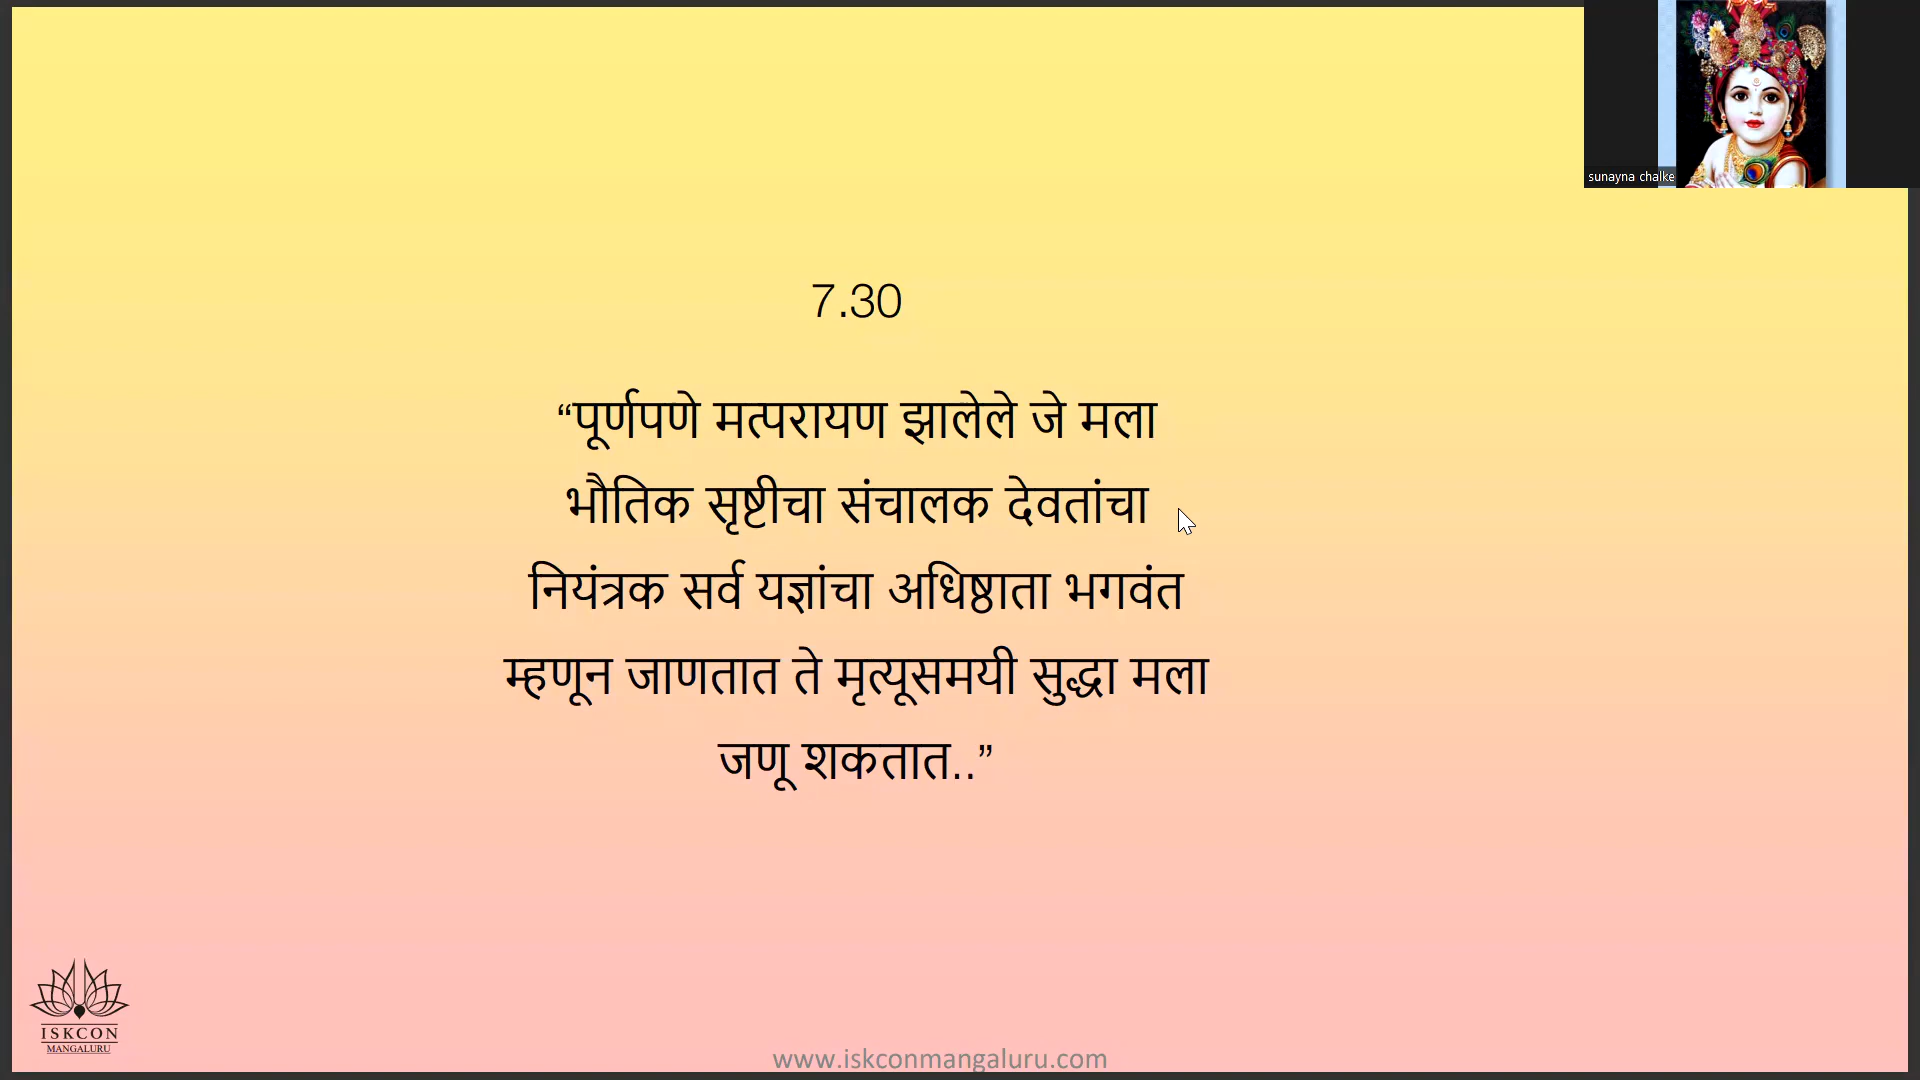 sunayna chalke
7.30
“पूर्णपणे मत्परायण झालेले जे मला
भौतिक सृष्टीचा संचालक देवतांचा
नियंत्रक सर्व यज्ञांचा अधिष्ठाता भगवंत
म्हणून जाणतात ते मृत्यूसमयी सुद्धा मला
जणू शकतात..”
ISKCON
MANGALURU
www.iskconmangaluru.com